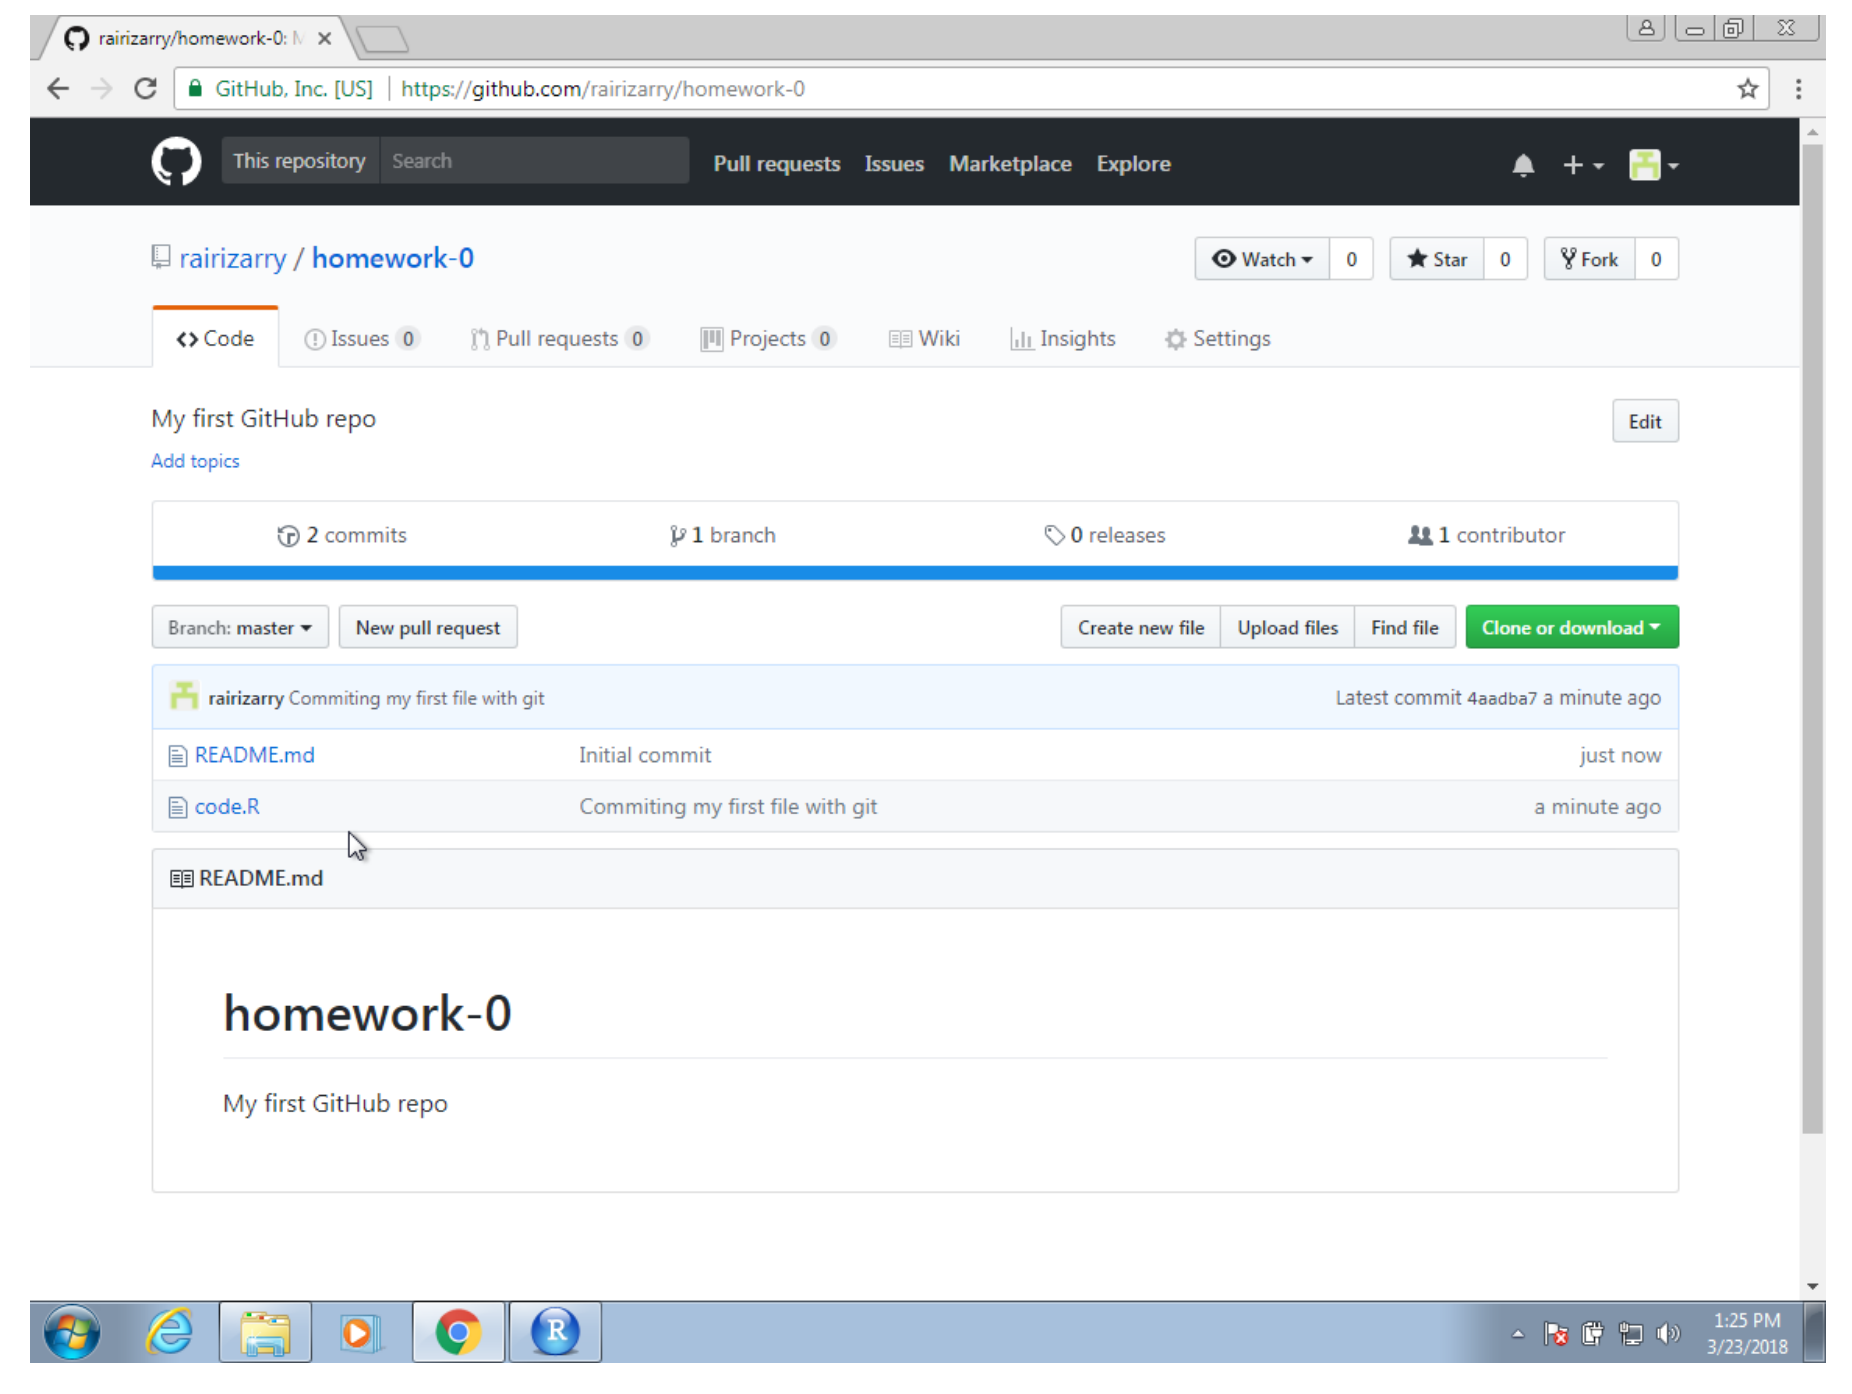 rairizarry/homework-0: M
GitHub, Inc. [US] https://github.com/rairizarry/homework-0
This repository Search Pull requests Issues Marketplace Explore
rairizarry / homework-0 Watch 0 Star 0 Fork 0
Code Issues 0 Pull requests 0 Projects 0 Wiki Insights Settings
My first GitHub repo Edit
Add topics
2 commits 1 branch 0 releases 1 contributor
Branch: master New pull request Create new file Upload files Find file Clone or download
rairizarry Commiting my first file with git Latest commit 4aadba7 a minute ago
README.md Initial commit just now
code.R Commiting my first file with git a minute ago
README.md
homework-0
My first GitHub repo
R 1:25 PM
3/23/2018